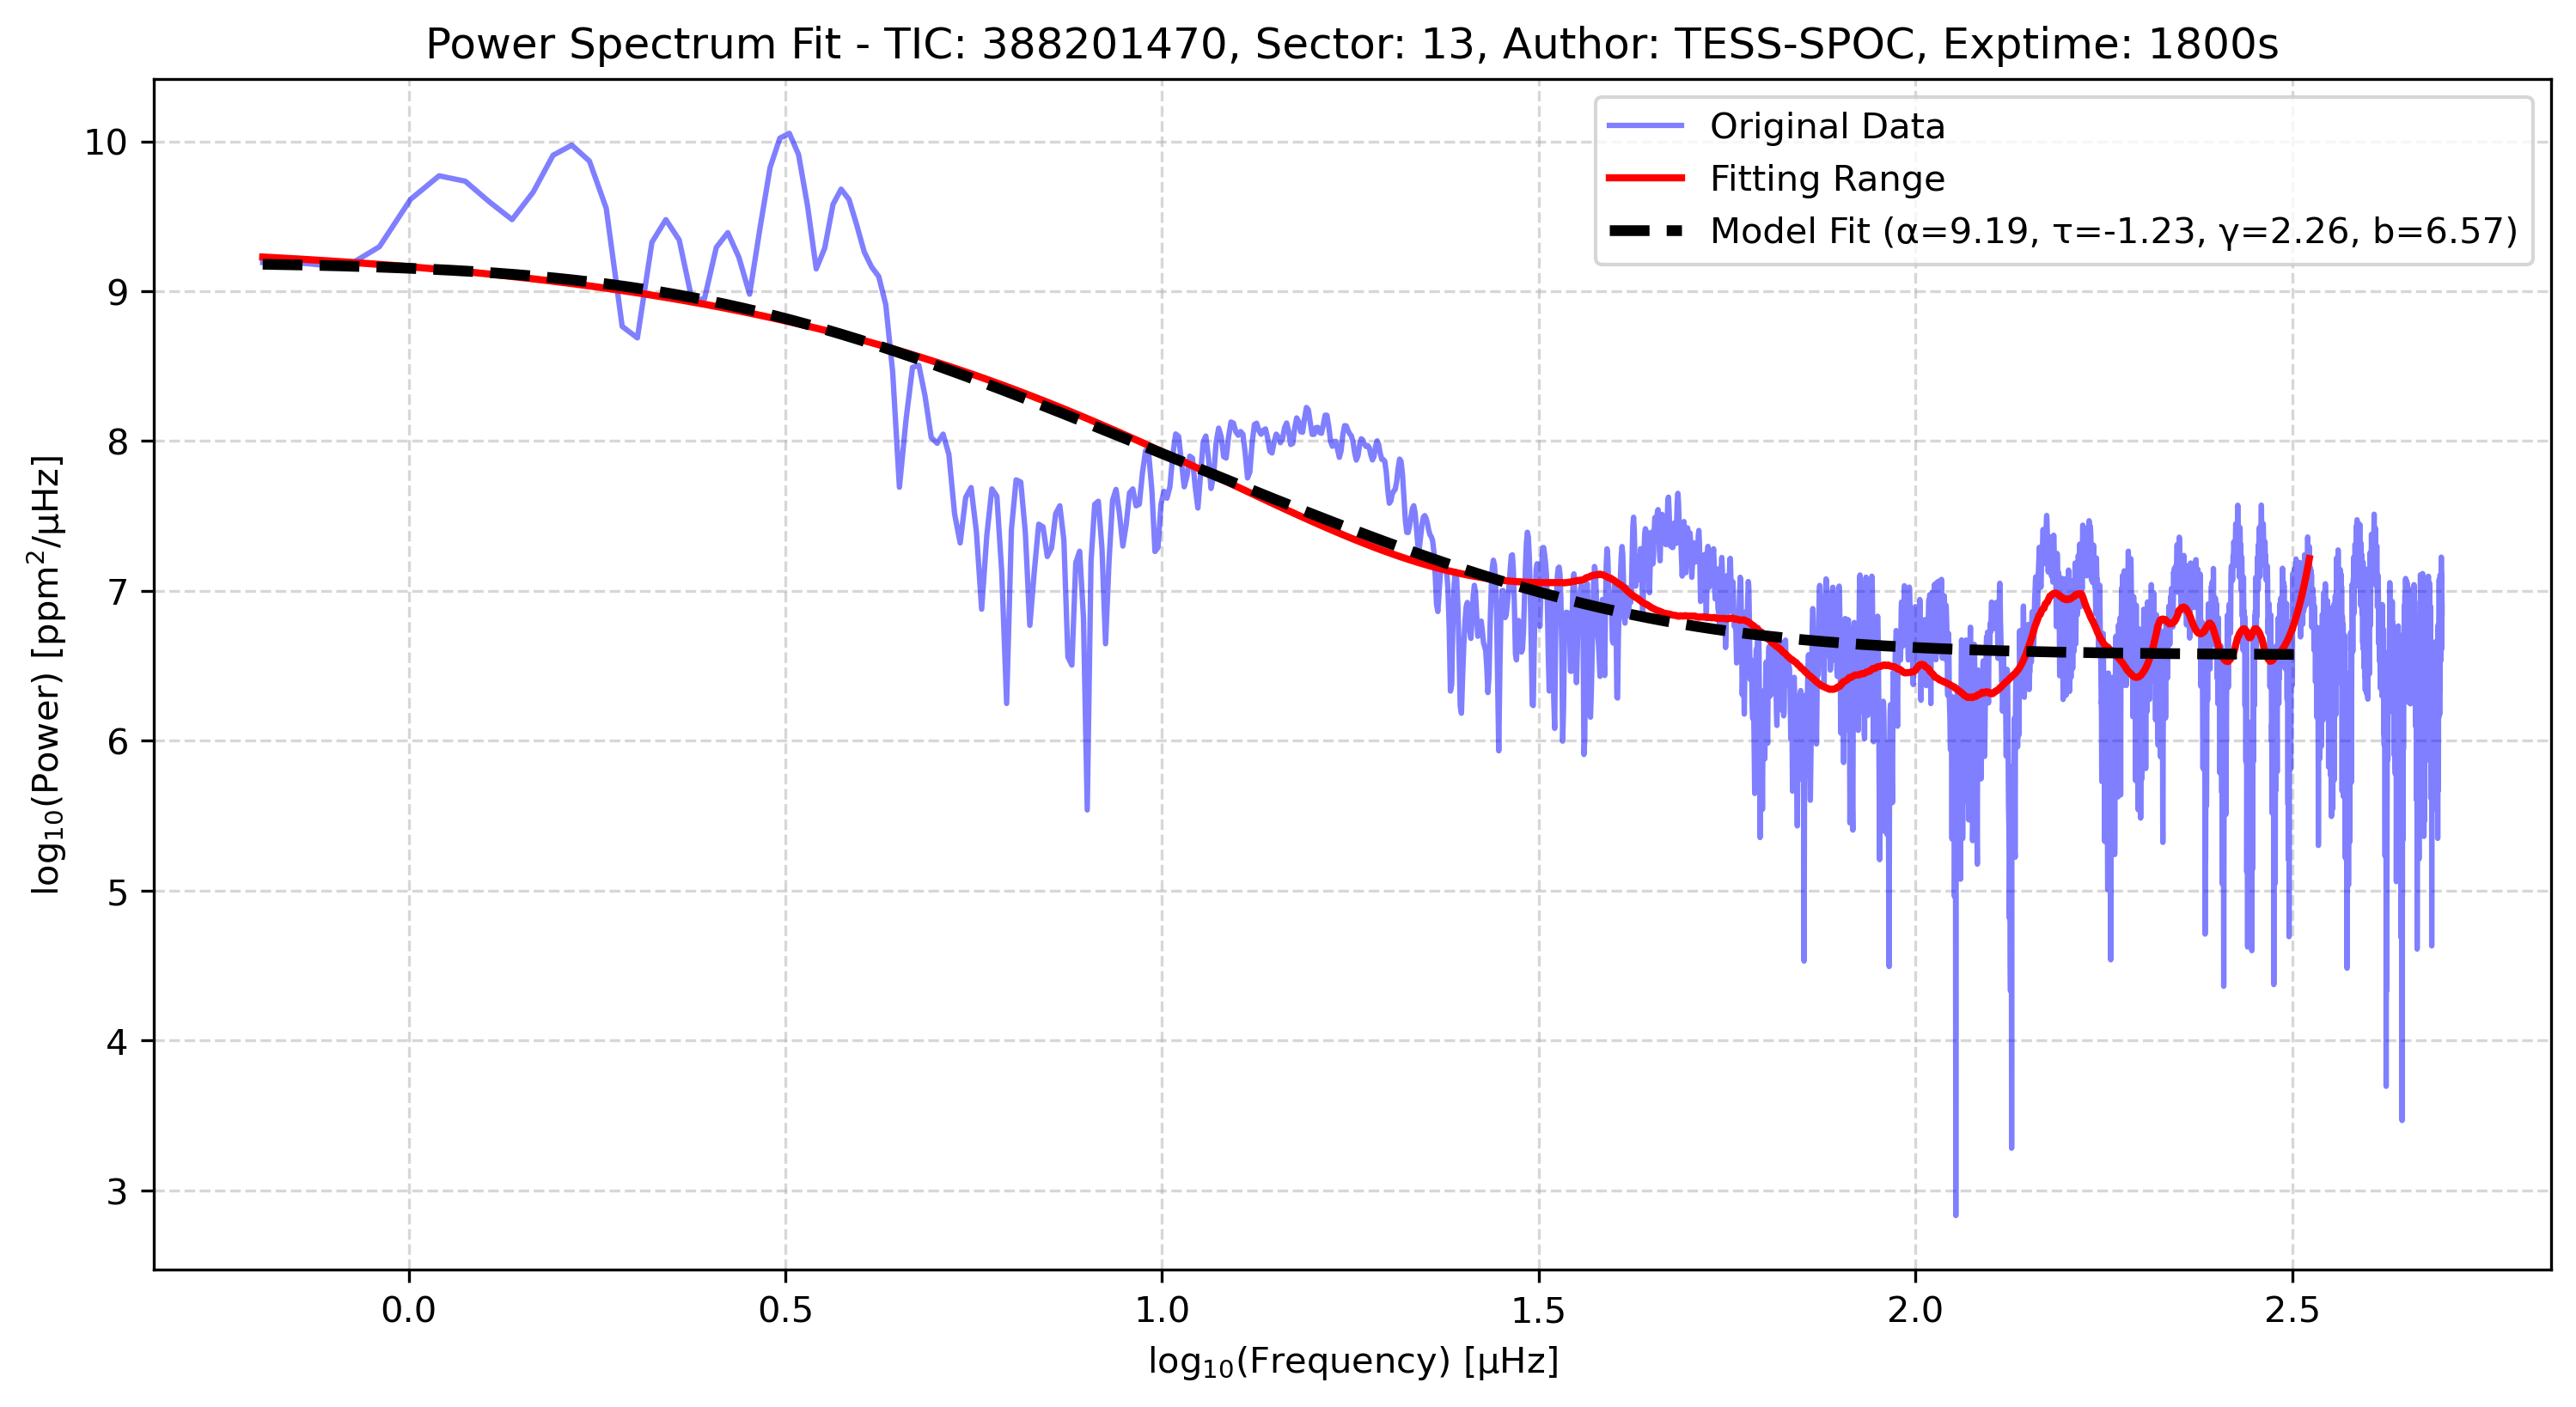 Power Spectrum Fit - TIC: 388201470, Sector: 13, Author: TESS-SPOC, Exptime: 1800s
Original Data
Fitting Range
Model Fit (α=9.19, τ=-1.23, γ=2.26, b=6.57)
log₁₀(Power) [ppm²/μHz]
10
9
8
7
6
5
4
3
0.0 0.5 1.0 1.5 2.0 2.5
log₁₀(Frequency) [μHz]